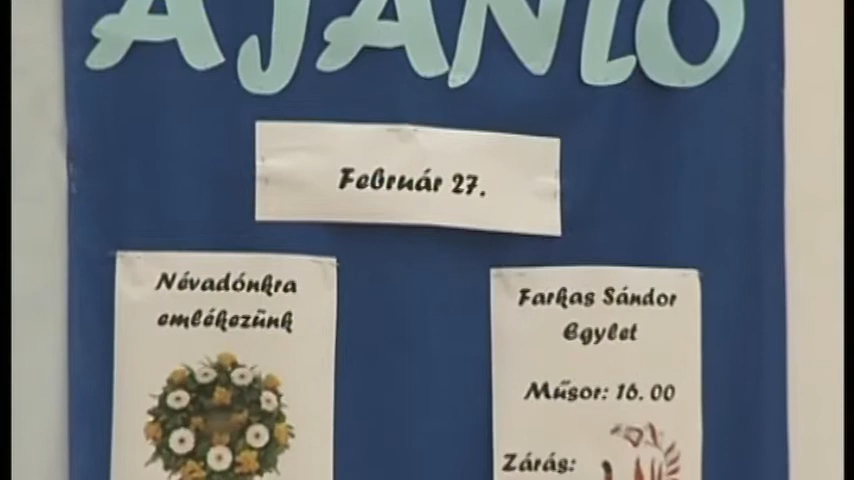 AJÁNLÓ
Február 27.
Névadónkra
emlékezünk
Farkas Sándor
Egylet
Műsor: 16. 00
Zárás: